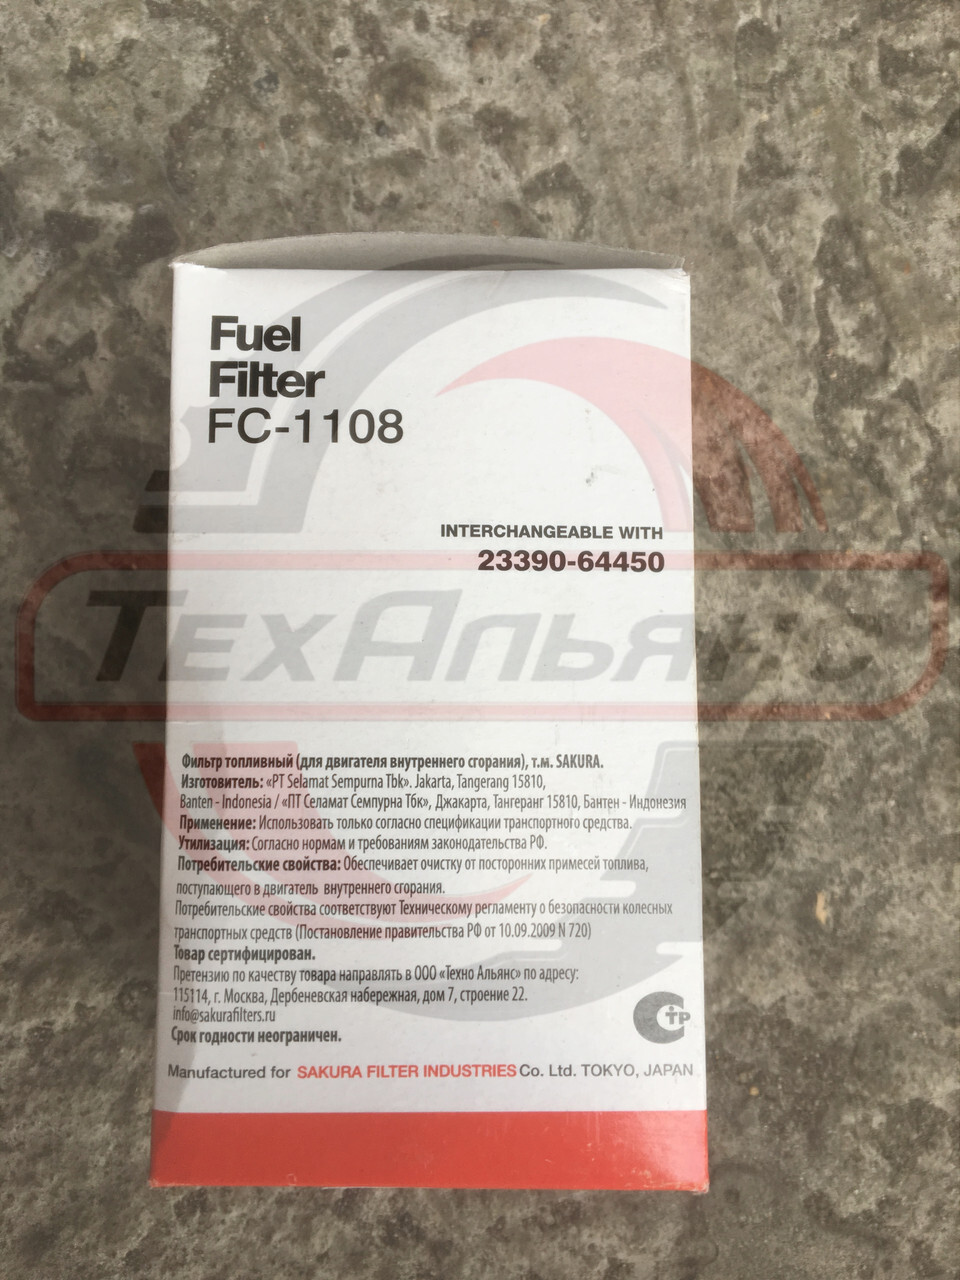 Fuel
Filter
FC-1108
INTERCHANGEABLE WITH
23390-64450
ТехАльянс
Фильтр топливный (для двигателя внутреннего сгорания), т.м. SAKURA.
Изготовитель: «PT Selamat Sempurna Tbk». Jakarta, Tangerang 15810,
Banten - Indonesia / «ПТ Селамат Семпурна Тбк», Джакарта, Тангеранг 15810, Бантен - Индонезия
Применение: Использовать только согласно спецификации транспортного средства.
Утилизация: Согласно нормам и требованиям законодательства РФ.
Потребительские свойства: Обеспечивает очистку от посторонних примесей топлива,
поступающего в двигатель внутреннего сгорания.
Потребительские свойства соответствуют Техническому регламенту о безопасности колесных
транспортных средств (Постановление правительства РФ от 10.09.2009 N 720)
Товар сертифицирован.
Претензию по качеству товара направлять в ООО «Техно Альянс» по адресу:
115114, г. Москва, Дербеневская набережная, дом 7, строение 22.
info@sakurafilters.ru
Срок годности неограничен.
СТР
Manufactured for SAKURA FILTER INDUSTRIES Co. Ltd. TOKYO, JAPAN